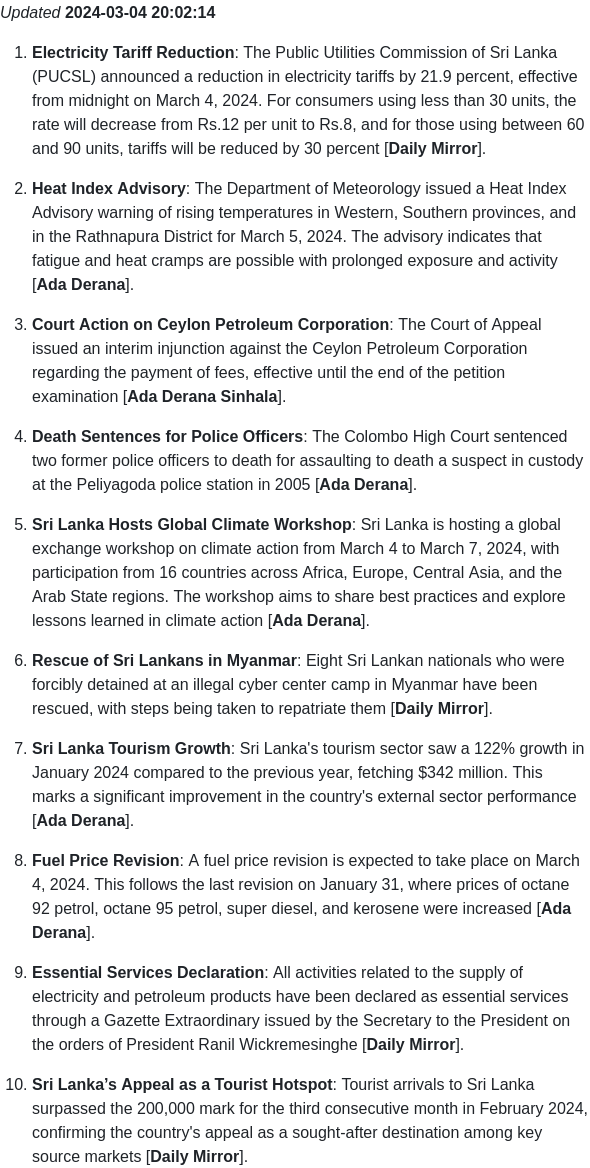 Updated 2024-03-04 20:02:14
1. Electricity Tariff Reduction: The Public Utilities Commission of Sri Lanka
(PUCSL) announced a reduction in electricity tariffs by 21.9 percent, effective
from midnight on March 4, 2024. For consumers using less than 30 units, the
rate will decrease from Rs.12 per unit to Rs.8, and for those using between 60
and 90 units, tariffs will be reduced by 30 percent [Daily Mirror].
2. Heat Index Advisory: The Department of Meteorology issued a Heat Index
Advisory warning of rising temperatures in Western, Southern provinces, and
in the Rathnapura District for March 5, 2024. The advisory indicates that
fatigue and heat cramps are possible with prolonged exposure and activity
[Ada Derana].
3. Court Action on Ceylon Petroleum Corporation: The Court of Appeal
issued an interim injunction against the Ceylon Petroleum Corporation
regarding the payment of fees, effective until the end of the petition
examination [Ada Derana Sinhala].
4. Death Sentences for Police Officers: The Colombo High Court sentenced
two former police officers to death for assaulting to death a suspect in custody
at the Peliyagoda police station in 2005 [Ada Derana].
5. Sri Lanka Hosts Global Climate Workshop: Sri Lanka is hosting a global
exchange workshop on climate action from March 4 to March 7, 2024, with
participation from 16 countries across Africa, Europe, Central Asia, and the
Arab State regions. The workshop aims to share best practices and explore
lessons learned in climate action [Ada Derana].
6. Rescue of Sri Lankans in Myanmar: Eight Sri Lankan nationals who were
forcibly detained at an illegal cyber center camp in Myanmar have been
rescued, with steps being taken to repatriate them [Daily Mirror].
7. Sri Lanka Tourism Growth: Sri Lanka's tourism sector saw a 122% growth in
January 2024 compared to the previous year, fetching $342 million. This
marks a significant improvement in the country's external sector performance
[Ada Derana].
8. Fuel Price Revision: A fuel price revision is expected to take place on March
4, 2024. This follows the last revision on January 31, where prices of octane
92 petrol, octane 95 petrol, super diesel, and kerosene were increased [Ada
Derana].
9. Essential Services Declaration: All activities related to the supply of
electricity and petroleum products have been declared as essential services
through a Gazette Extraordinary issued by the Secretary to the President on
the orders of President Ranil Wickremesinghe [Daily Mirror].
10. Sri Lanka’s Appeal as a Tourist Hotspot: Tourist arrivals to Sri Lanka
surpassed the 200,000 mark for the third consecutive month in February 2024,
confirming the country's appeal as a sought-after destination among key
source markets [Daily Mirror].